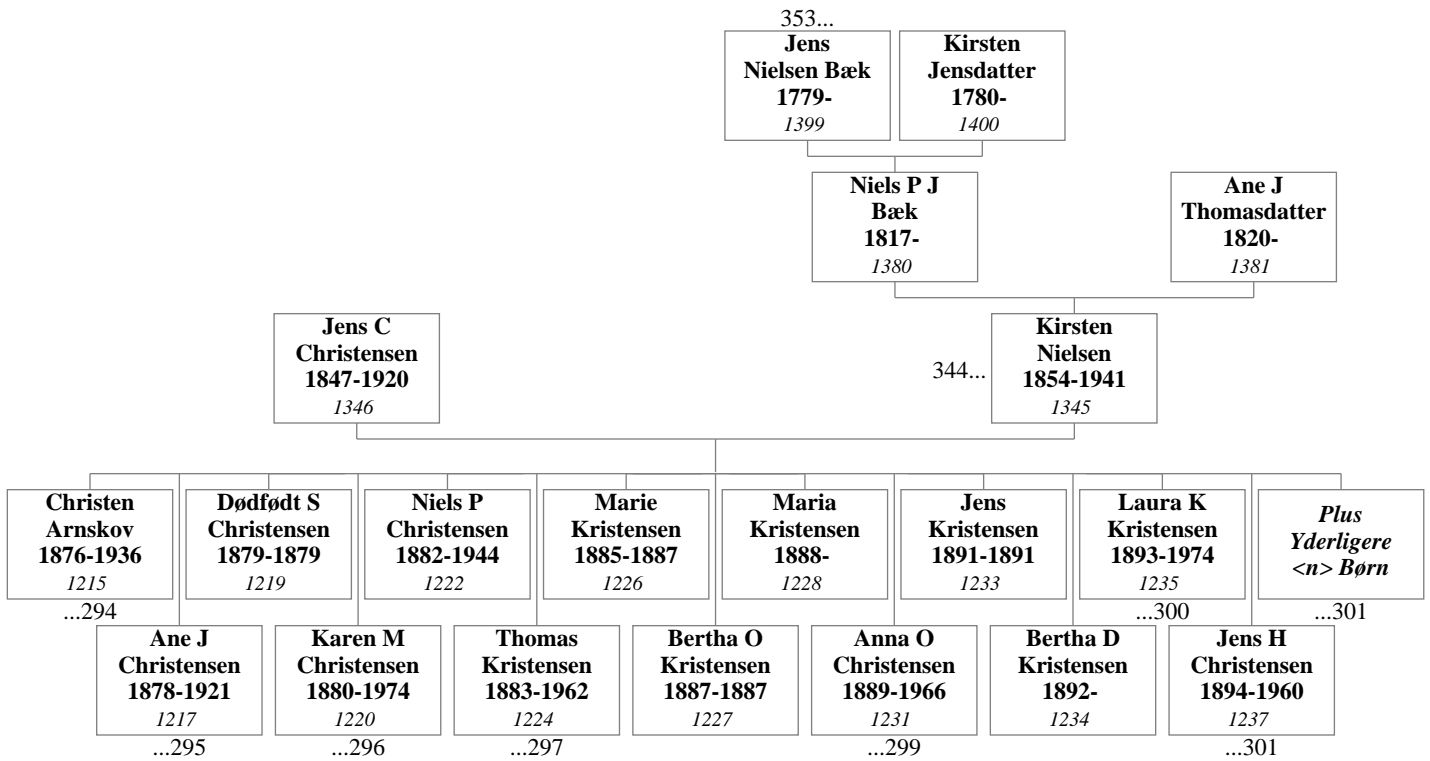 353...
Jens
Nielsen Bæk
1779-
1399
Kirsten
Jensdatter
1780-
1400
Niels P J
Bæk
1817-
1380
Ane J
Thomasdatter
1820-
1381
Jens C
Christensen
1847-1920
1346
344...
Kirsten
Nielsen
1854-1941
1345
Christen
Arnskov
1876-1936
1215
...294
Dødfødt S
Christensen
1879-1879
1219
Niels P
Christensen
1882-1944
1222
Marie
Kristensen
1885-1887
1226
Maria
Kristensen
1888-
1228
Jens
Kristensen
1891-1891
1233
Laura K
Kristensen
1893-1974
1235
...300
Plus
Yderligere
<n> Børn
...301
Ane J
Christensen
1878-1921
1217
...295
Karen M
Christensen
1880-1974
1220
...296
Thomas
Kristensen
1883-1962
1224
...297
Bertha O
Kristensen
1887-1887
1227
Anna O
Christensen
1889-1966
1231
...299
Bertha D
Kristensen
1892-
1234
Jens H
Christensen
1894-1960
1237
...301